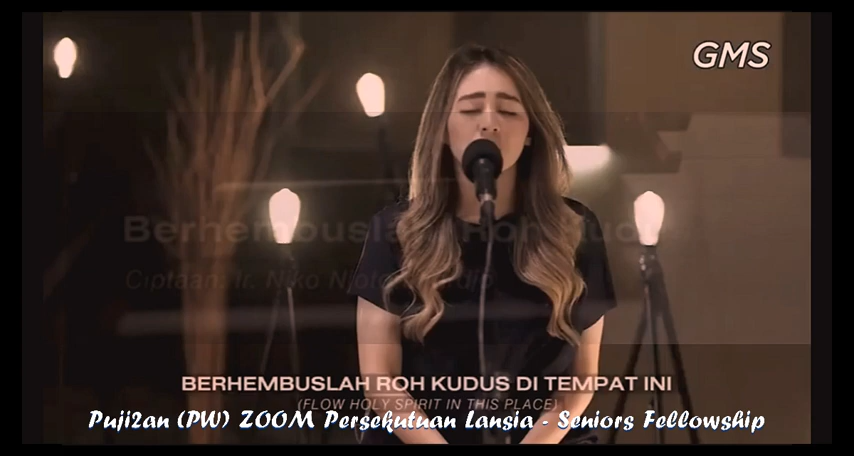 GMS
Berhembuslah Roh Kudus
Ciptaan: Ir. Niko Njoto
BERHEMBUSLAH ROH KUDUS DI TEMPAT INI
(FLOW HOLY SPIRIT IN THIS PLACE)
Puji2an (PW) ZOOM Persekutuan Lansia - Seniors Fellowship